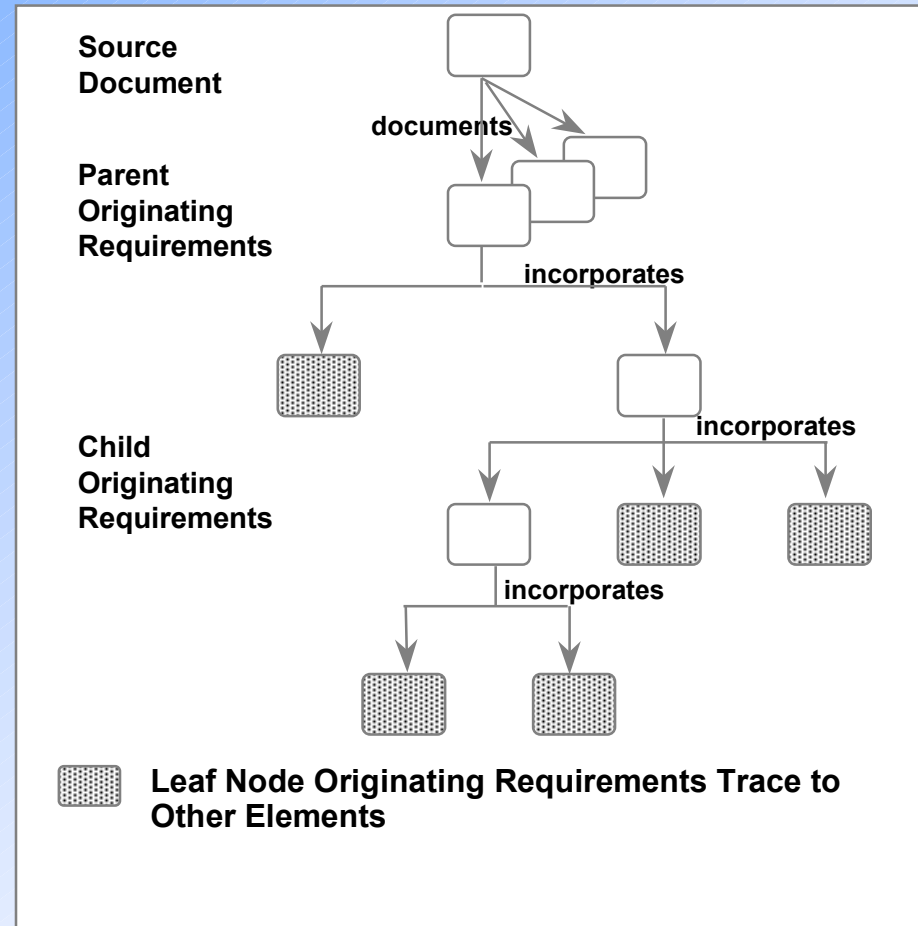 Source
Document
documents
Parent
Originating
Requirements
incorporates
incorporates
Child
Originating
Requirements
incorporates
Leaf Node Originating Requirements Trace to
Other Elements